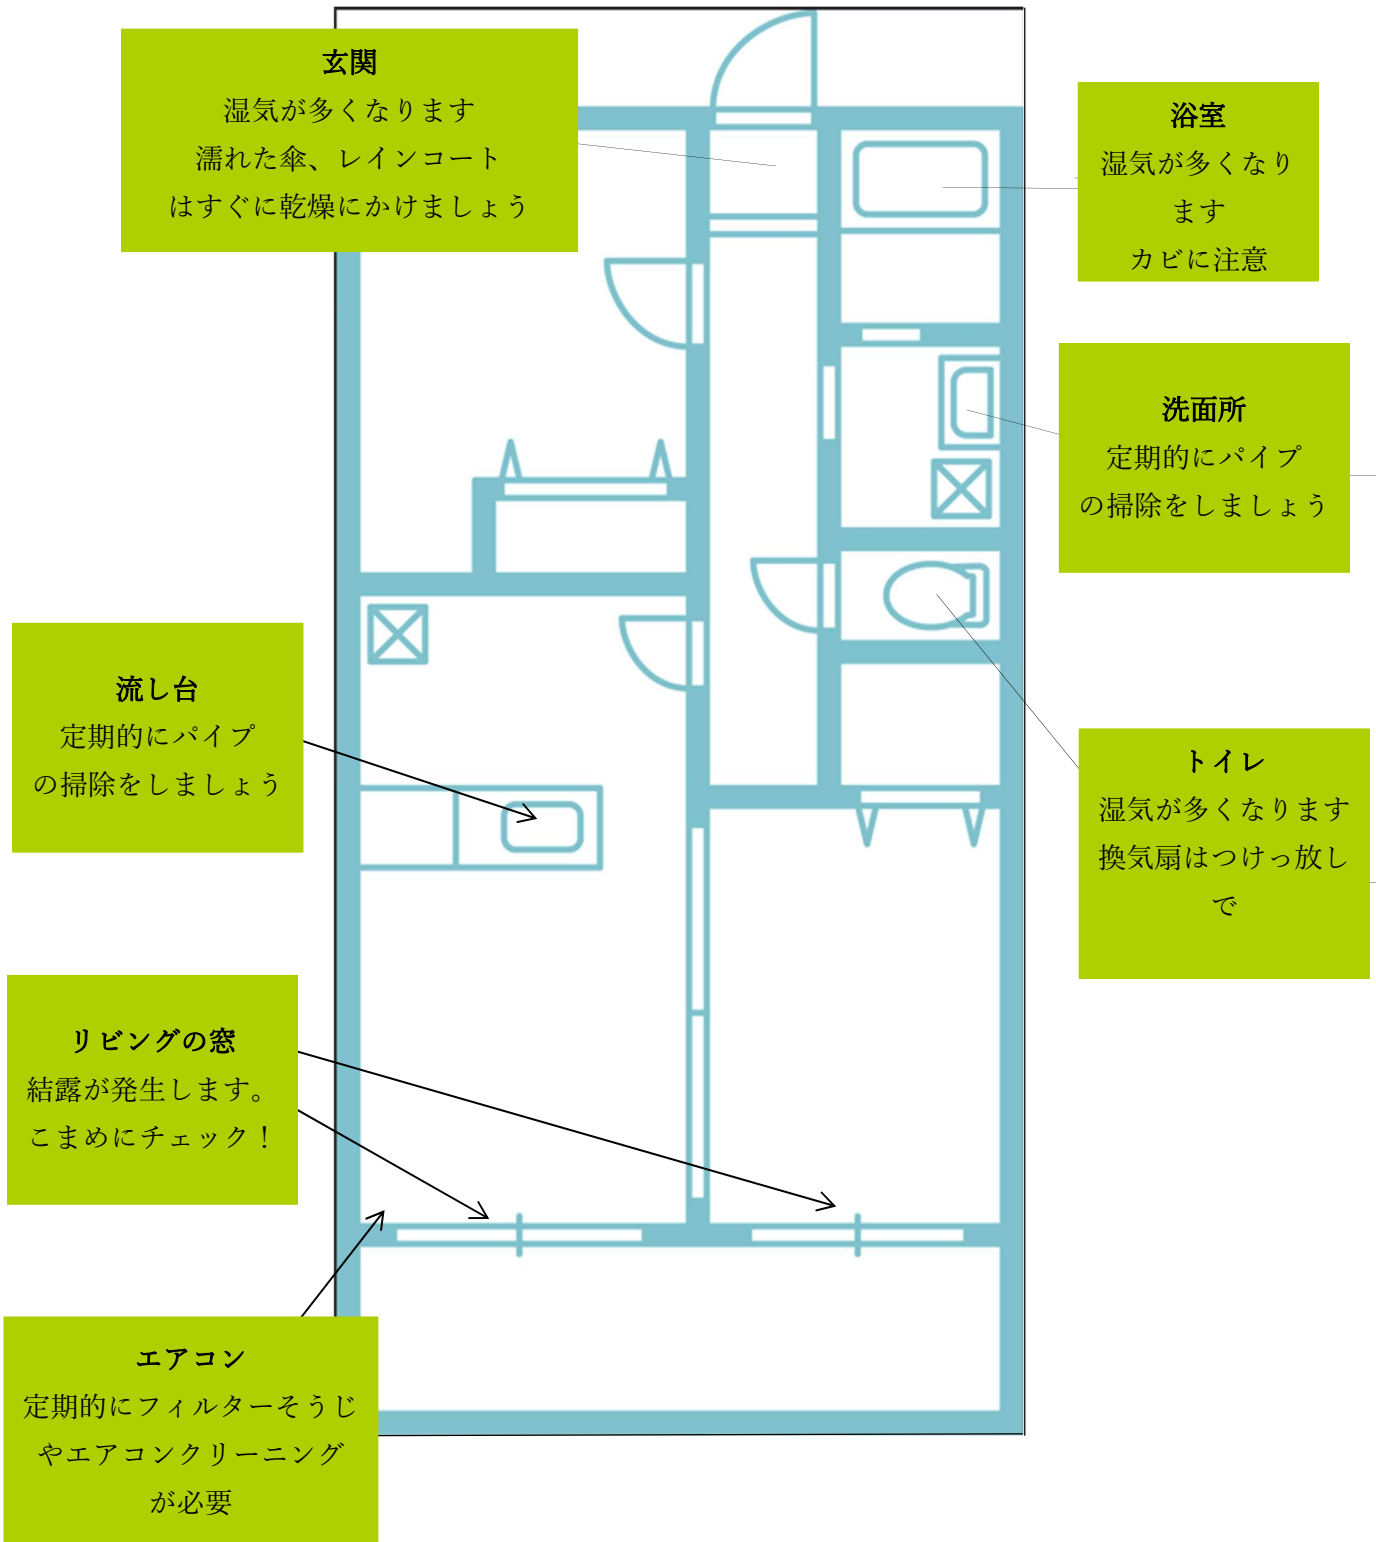 玄関
湿気が多くなります
濡れた傘、レインコート
はすぐに乾燥にかけましょう
浴室
湿気が多くなり
ます
カビに注意
洗面所
定期的にパイプ
の掃除をしましょう
流し台
定期的にパイプ
の掃除をしましょう
トイレ
湿気が多くなります
換気扇はつけっ放し
で
リビングの窓
結露が発生します。
こまめにチェック！
エアコン
定期的にフィルターそうじ
やエアコンクリーニング
が必要